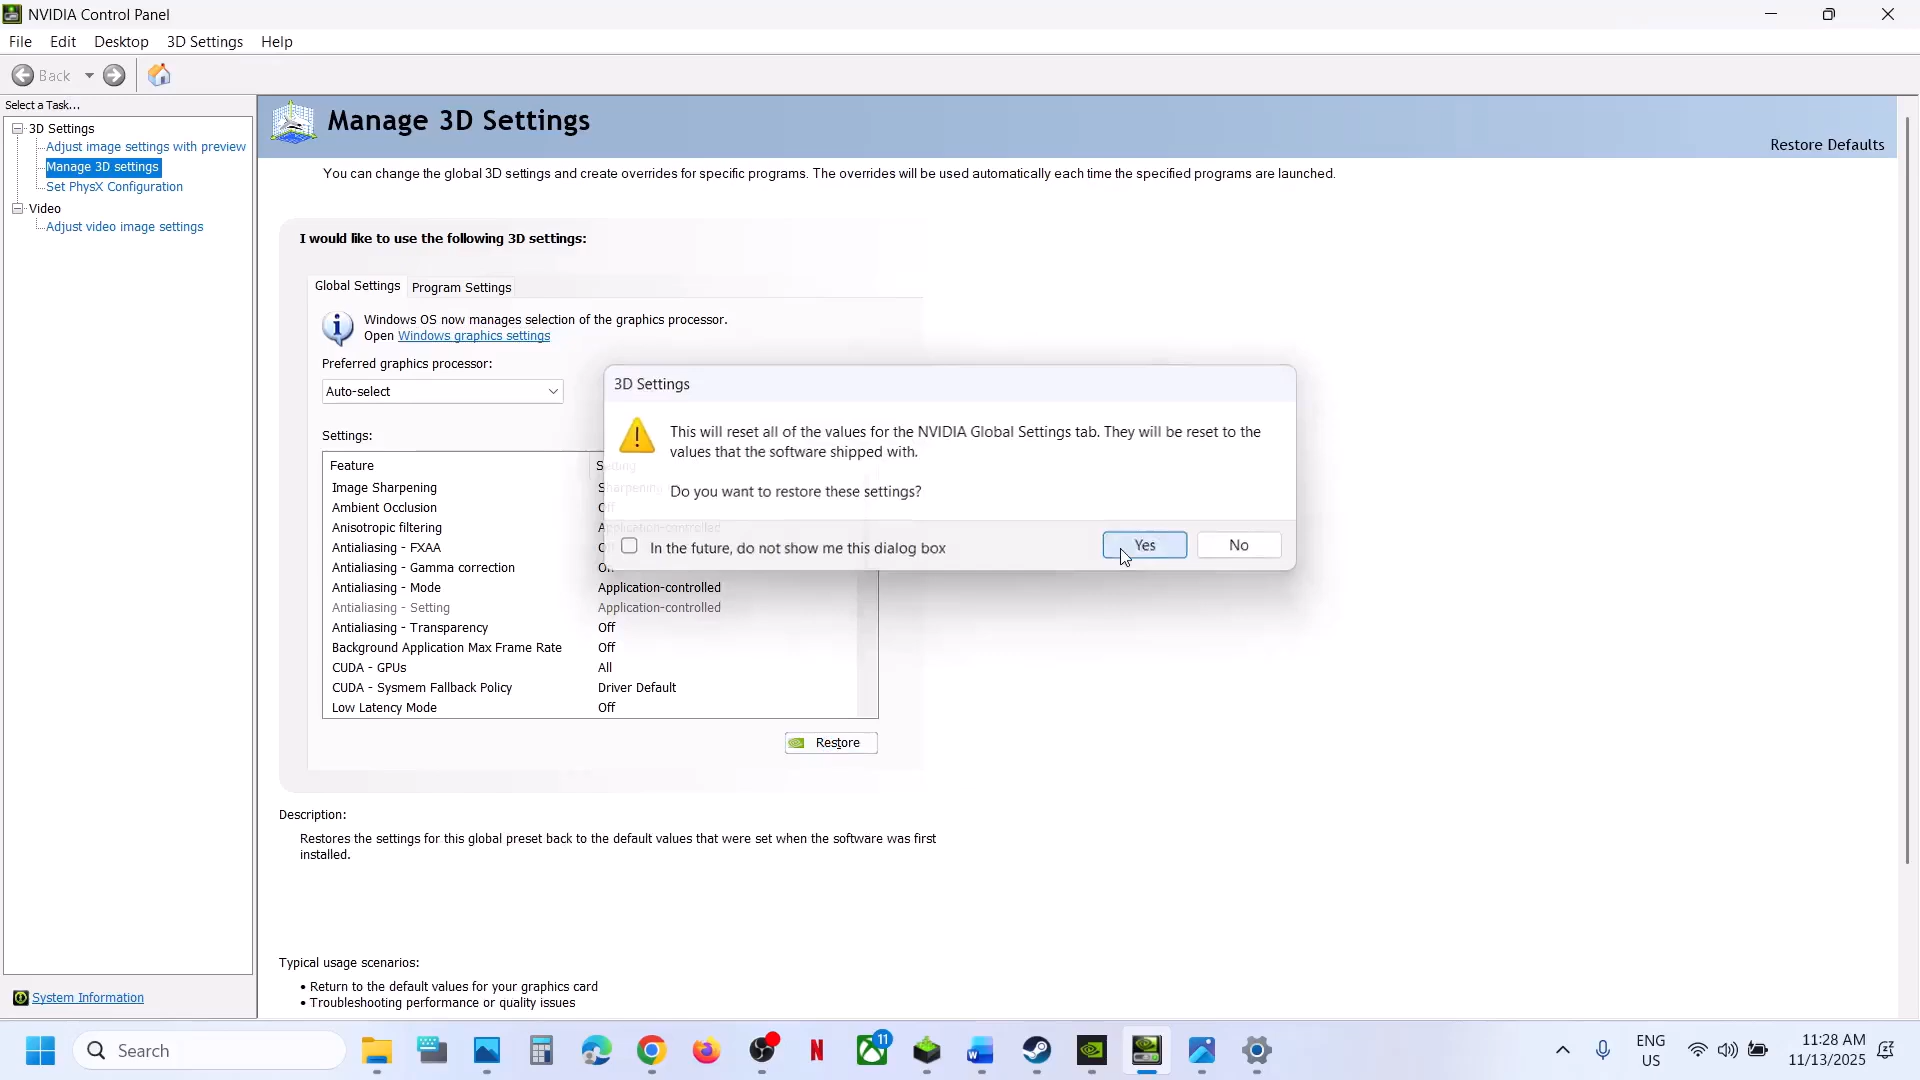 NVIDIA Control Panel
File Edit Desktop 3D Settings Help
Back
Select a Task...
3D Settings
Adjust image settings with preview
Manage 3D settings
Set PhysX Configuration
Video
Adjust video image settings
System Information
Manage 3D Settings
Restore Defaults
You can change the global 3D settings and create overrides for specific programs. The overrides will be used automatically each time the specified programs are launched.
I would like to use the following 3D settings:
Global Settings Program Settings
Windows OS now manages selection of the graphics processor.
Open Windows graphics settings
Preferred graphics processor:
Auto-select
Settings:
Feature Setting
Image Sharpening Sharpening
Ambient Occlusion Off
Anisotropic filtering Application-controlled
Antialiasing - FXAA
Antialiasing - Gamma correction
Antialiasing - Mode Application-controlled
Antialiasing - Setting Application-controlled
Antialiasing - Transparency Off
Background Application Max Frame Rate Off
CUDA - GPUs All
CUDA - Sysmem Fallback Policy Driver Default
Low Latency Mode Off
Restore
3D Settings
This will reset all of the values for the NVIDIA Global Settings tab. They will be reset to the
values that the software shipped with.
Do you want to restore these settings?
In the future, do not show me this dialog box
Yes No
Description:
Restores the settings for this global preset back to the default values that were set when the software was first
installed.
Typical usage scenarios:
• Return to the default values for your graphics card
• Troubleshooting performance or quality issues
Search
N
11
W
ENG
US
11:28 AM
11/13/2025